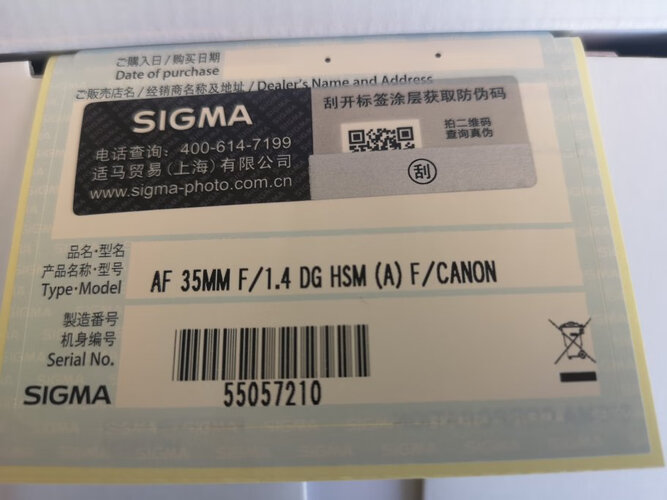 ご購入日/购买日期
Date of purchase
ご販売店名/经销商名称及地址/Dealer's Name and Address
SIGMA
电话查询：400-614-7199
适马贸易(上海)有限公司
www.sigma-photo.com.cn
刮开标签涂层获取防伪码
拍二维码
查询真伪
刮
品名·型名
产品名称·型号
Type·Model
AF 35MM F/1.4 DG HSM (A) F/CANON
製造番号
机身编号
Serial No.
55057210
SIGMA